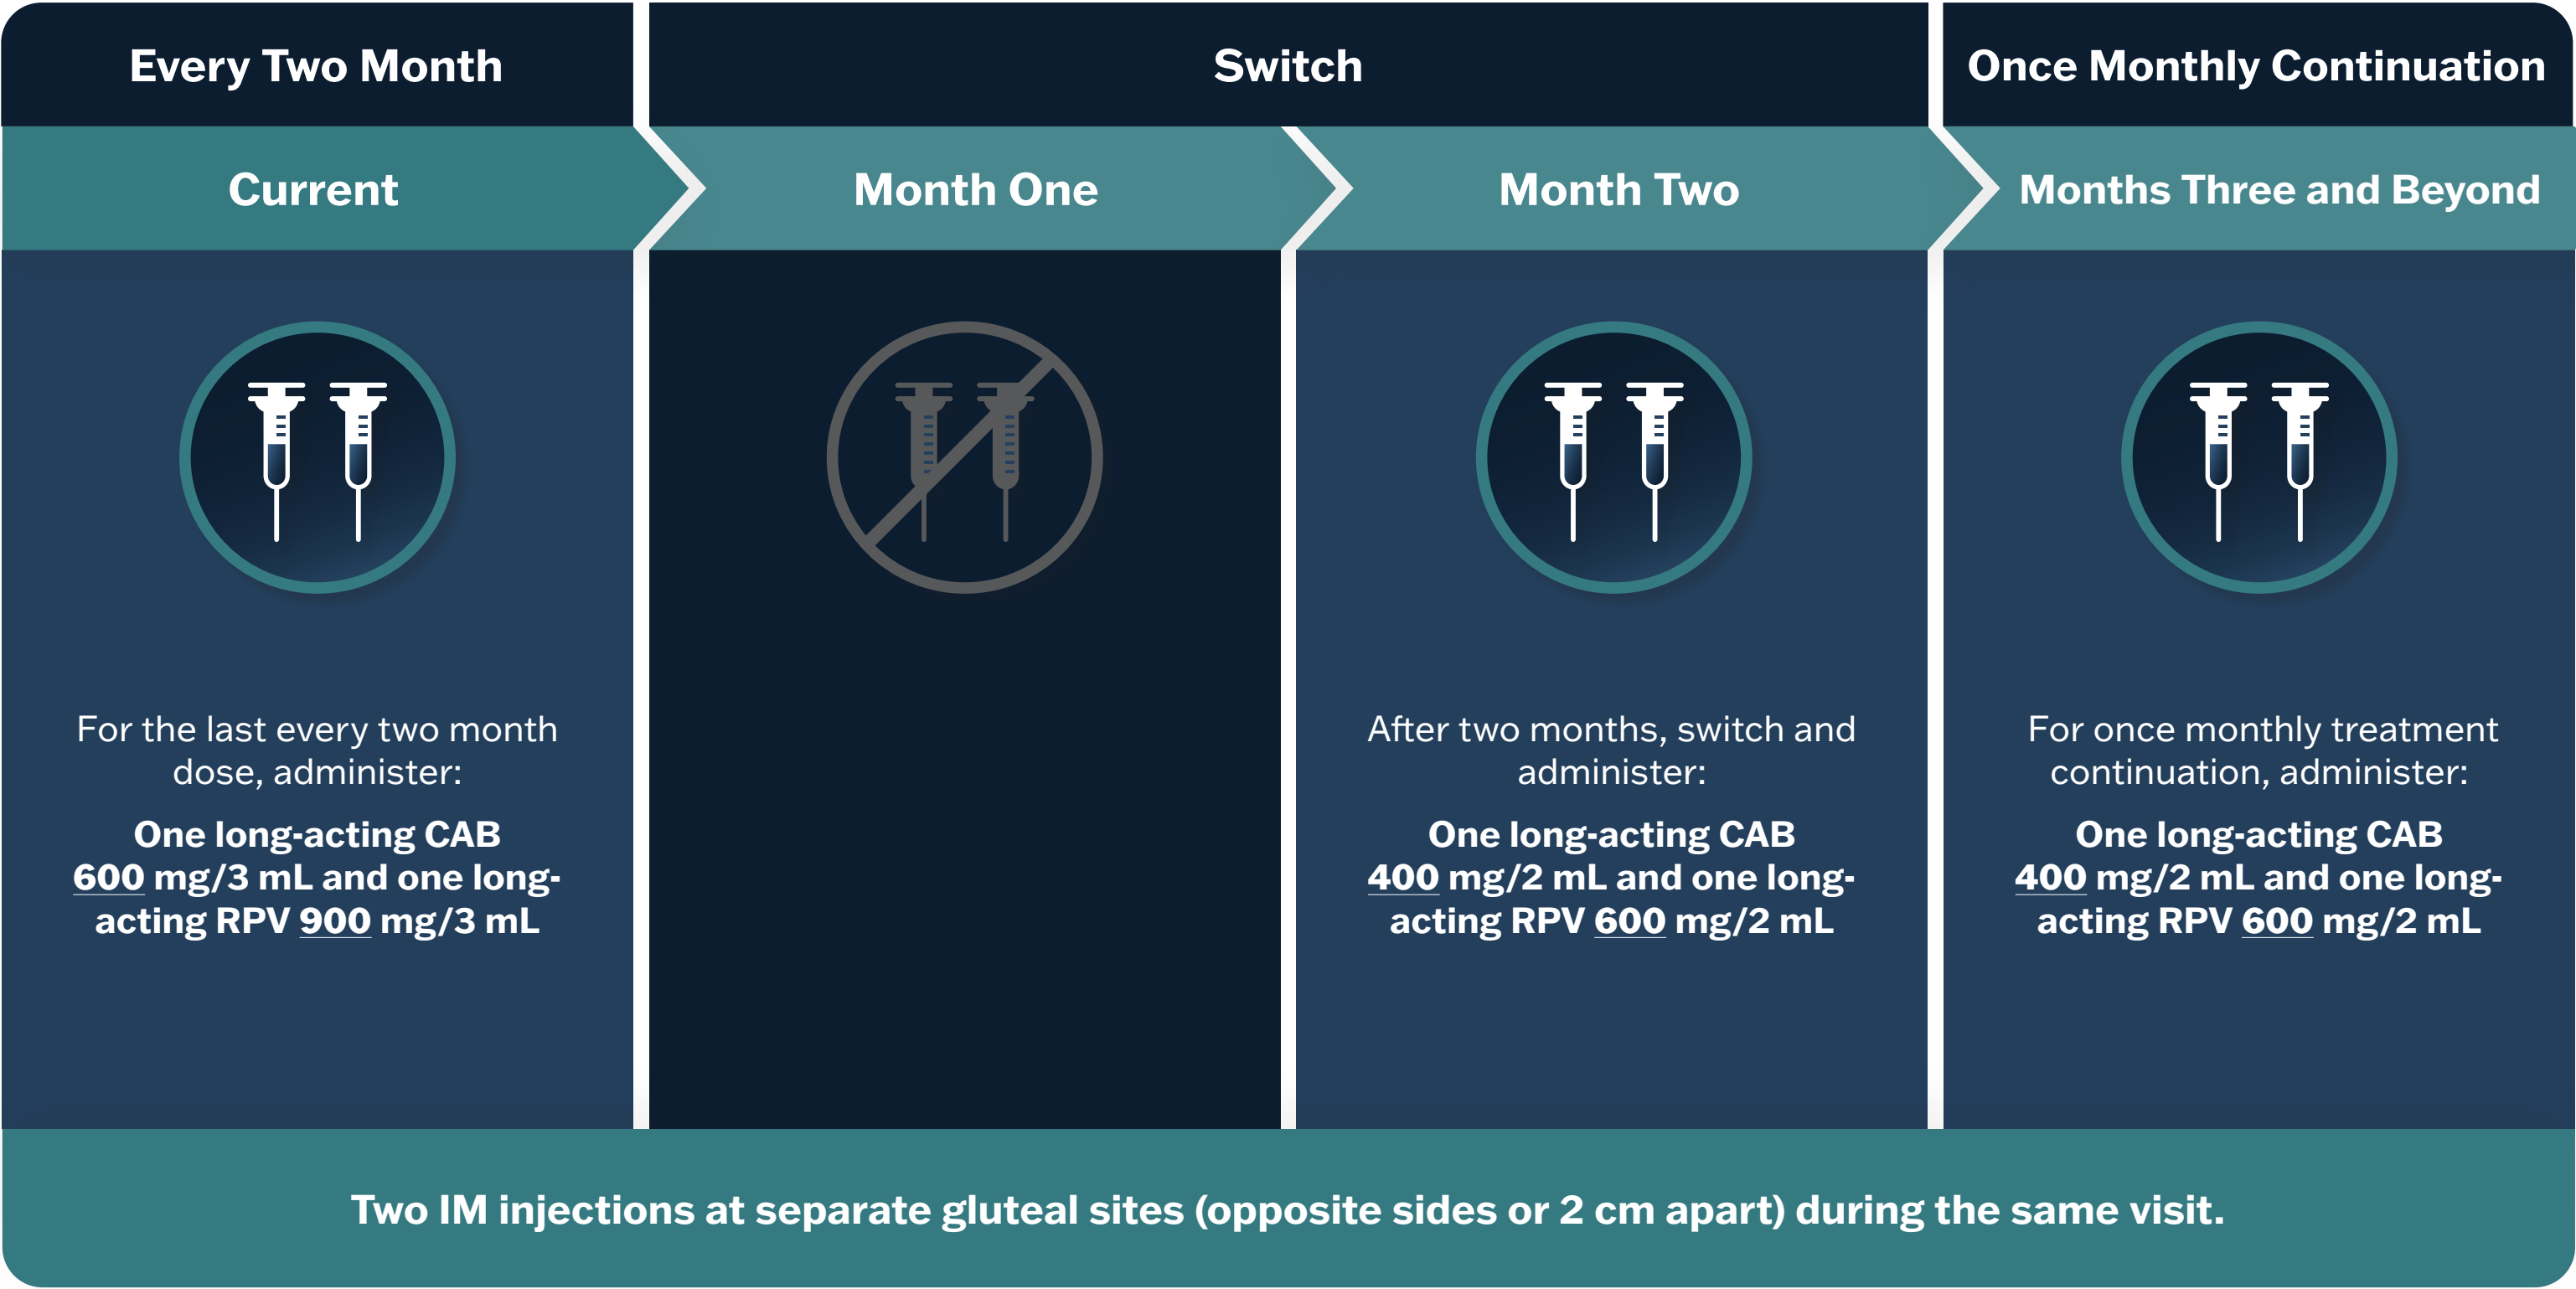 Every Two Month
Switch
Once Monthly Continuation
Current
Month One
Month Two
Months Three and Beyond
For the last every two month
dose, administer:
One long-acting CAB
600 mg/3 mL and one long-
acting RPV 900 mg/3 mL
After two months, switch and
administer:
One long-acting CAB
400 mg/2 mL and one long-
acting RPV 600 mg/2 mL
For once monthly treatment
continuation, administer:
One long-acting CAB
400 mg/2 mL and one long-
acting RPV 600 mg/2 mL
Two IM injections at separate gluteal sites (opposite sides or 2 cm apart) during the same visit.